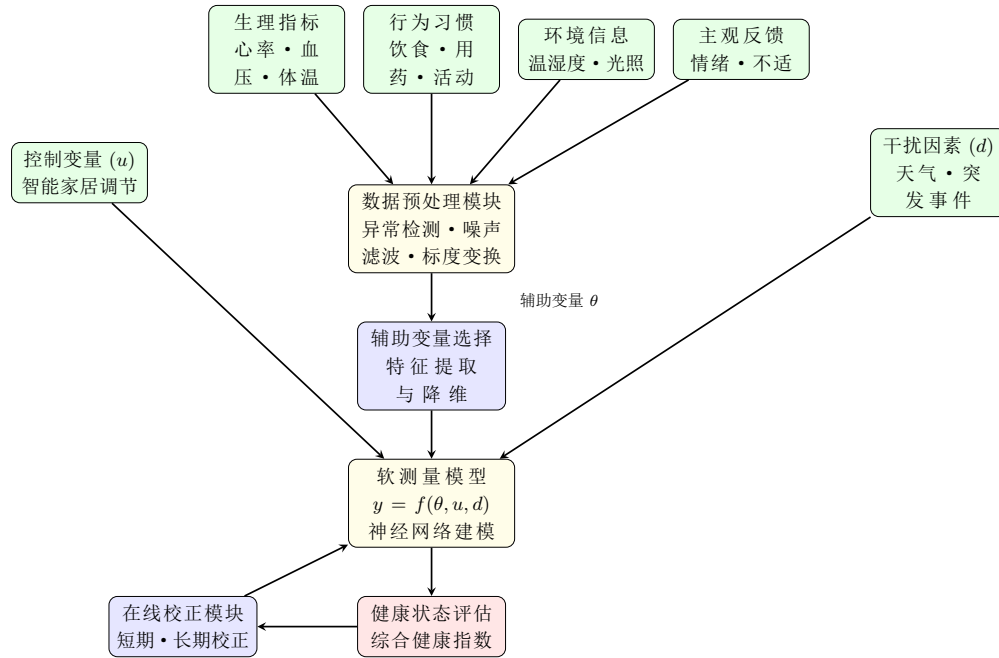 生理指标
心率•血
压•体温
行为习惯
饮食•用
药•活动
环境信息
温湿度•光照
主观反馈
情绪•不适
控制变量 (u)
智能家居调节
干扰因素 (d)
天气•突
发事件
数据预处理模块
异常检测•噪声
滤波•标度变换
辅助变量 θ
辅助变量选择
特征提取
与降维
软测量模型
y = f(θ, u, d)
神经网络建模
在线校正模块
短期•长期校正
健康状态评估
综合健康指数